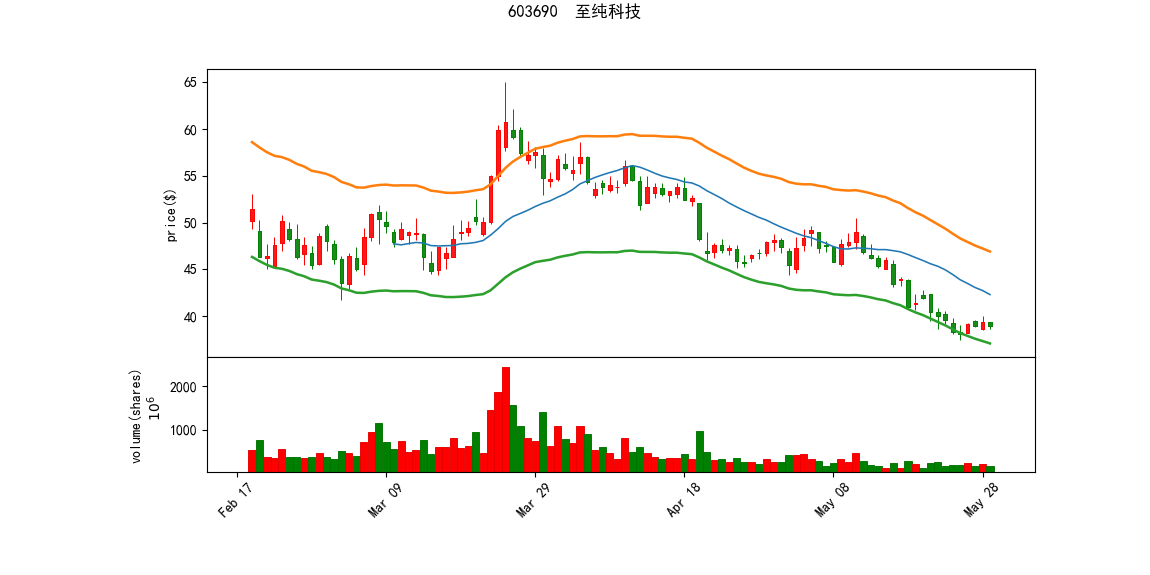 603690 至纯科技
65
60
55
50
45
40
price($)
2000
1000
volume(shares)
10^6
Feb 17
Mar 09
Mar 29
Apr 18
May 08
May 28